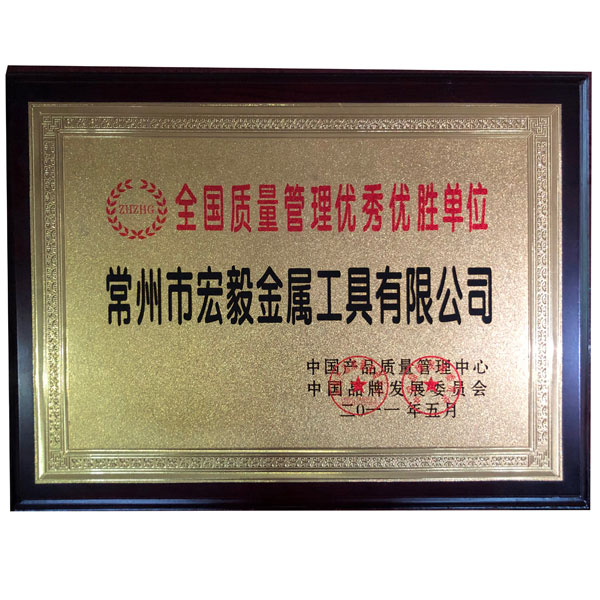 ZHZHG 全国质量管理优秀优胜单位
常州市宏毅金属工具有限公司
中国产品质量管理中心
中国品牌发展委员会
二〇一一年五月